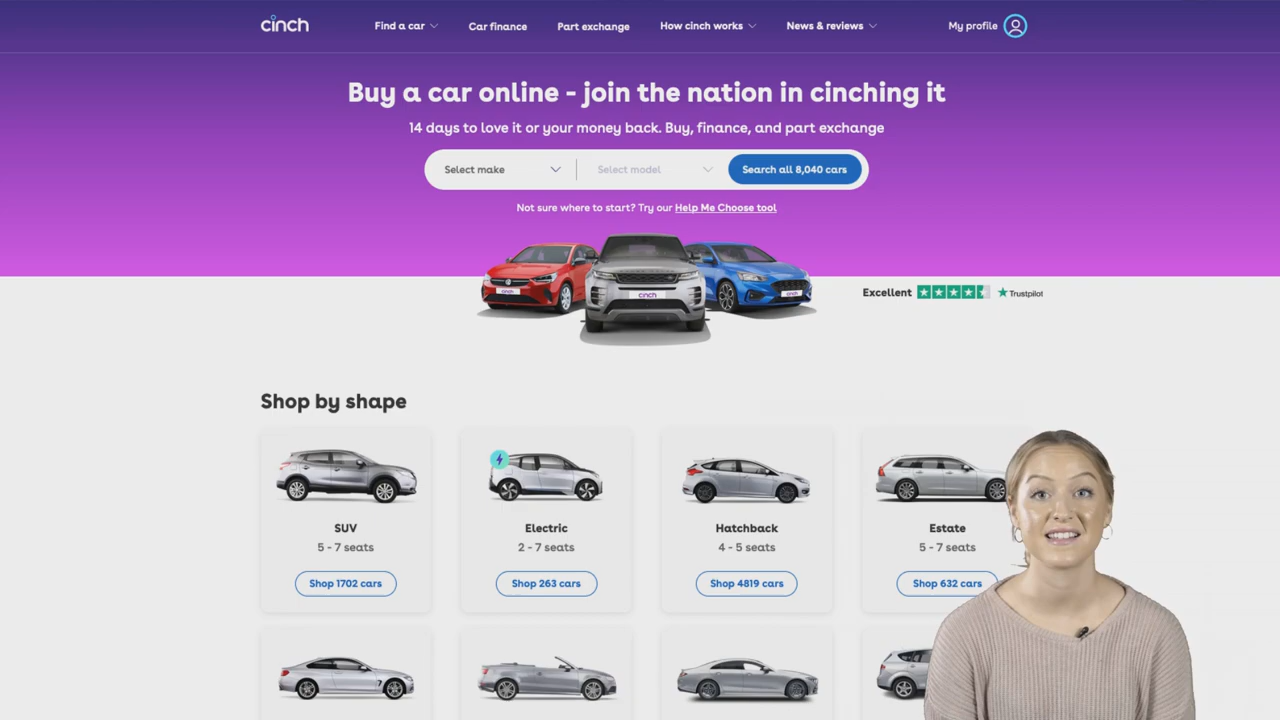 cinch
Find a car
Car finance
Part exchange
How cinch works
News & reviews
My profile
Buy a car online - join the nation in cinching it
14 days to love it or your money back. Buy, finance, and part exchange
Select make
Select model
Search all 8,040 cars
Not sure where to start? Try our Help Me Choose tool
cinch
cinch
cinch
Excellent
Trustpilot
Shop by shape
SUV
5 - 7 seats
Shop 1702 cars
Electric
2 - 7 seats
Shop 263 cars
Hatchback
4 - 5 seats
Shop 4819 cars
Estate
5 - 7 seats
Shop 632 cars